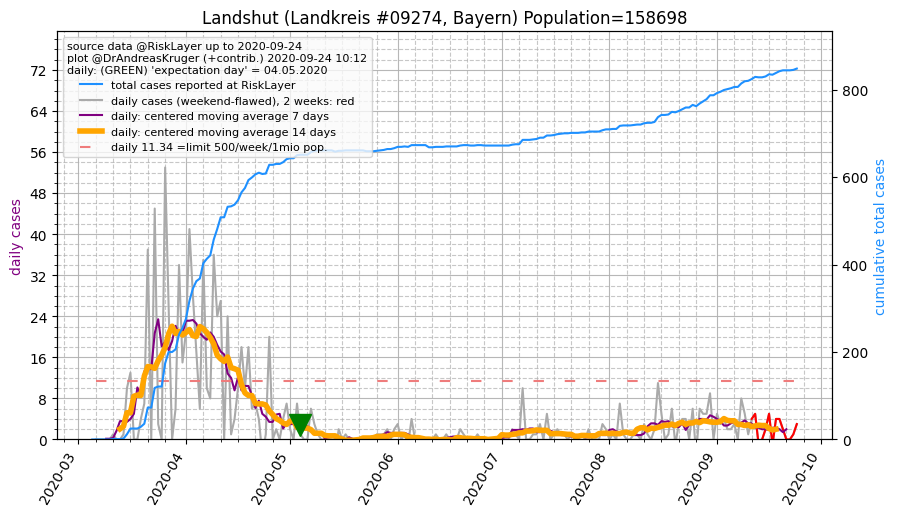 Landshut (Landkreis #09274, Bayern) Population=158698
source data @RiskLayer up to 2020-09-24
plot @DrAndreasKruger (+contrib.) 2020-09-24 10:12
daily: (GREEN) 'expectation day' = 04.05.2020
total cases reported at RiskLayer
daily cases (weekend-flawed), 2 weeks: red
daily: centered moving average 7 days
daily: centered moving average 14 days
daily 11.34 =limit 500/week/1mio pop.
daily cases
72
64
56
48
40
32
24
16
8
0
cumulative total cases
800
600
400
200
0
2020-03
2020-04
2020-05
2020-06
2020-07
2020-08
2020-09
2020-10